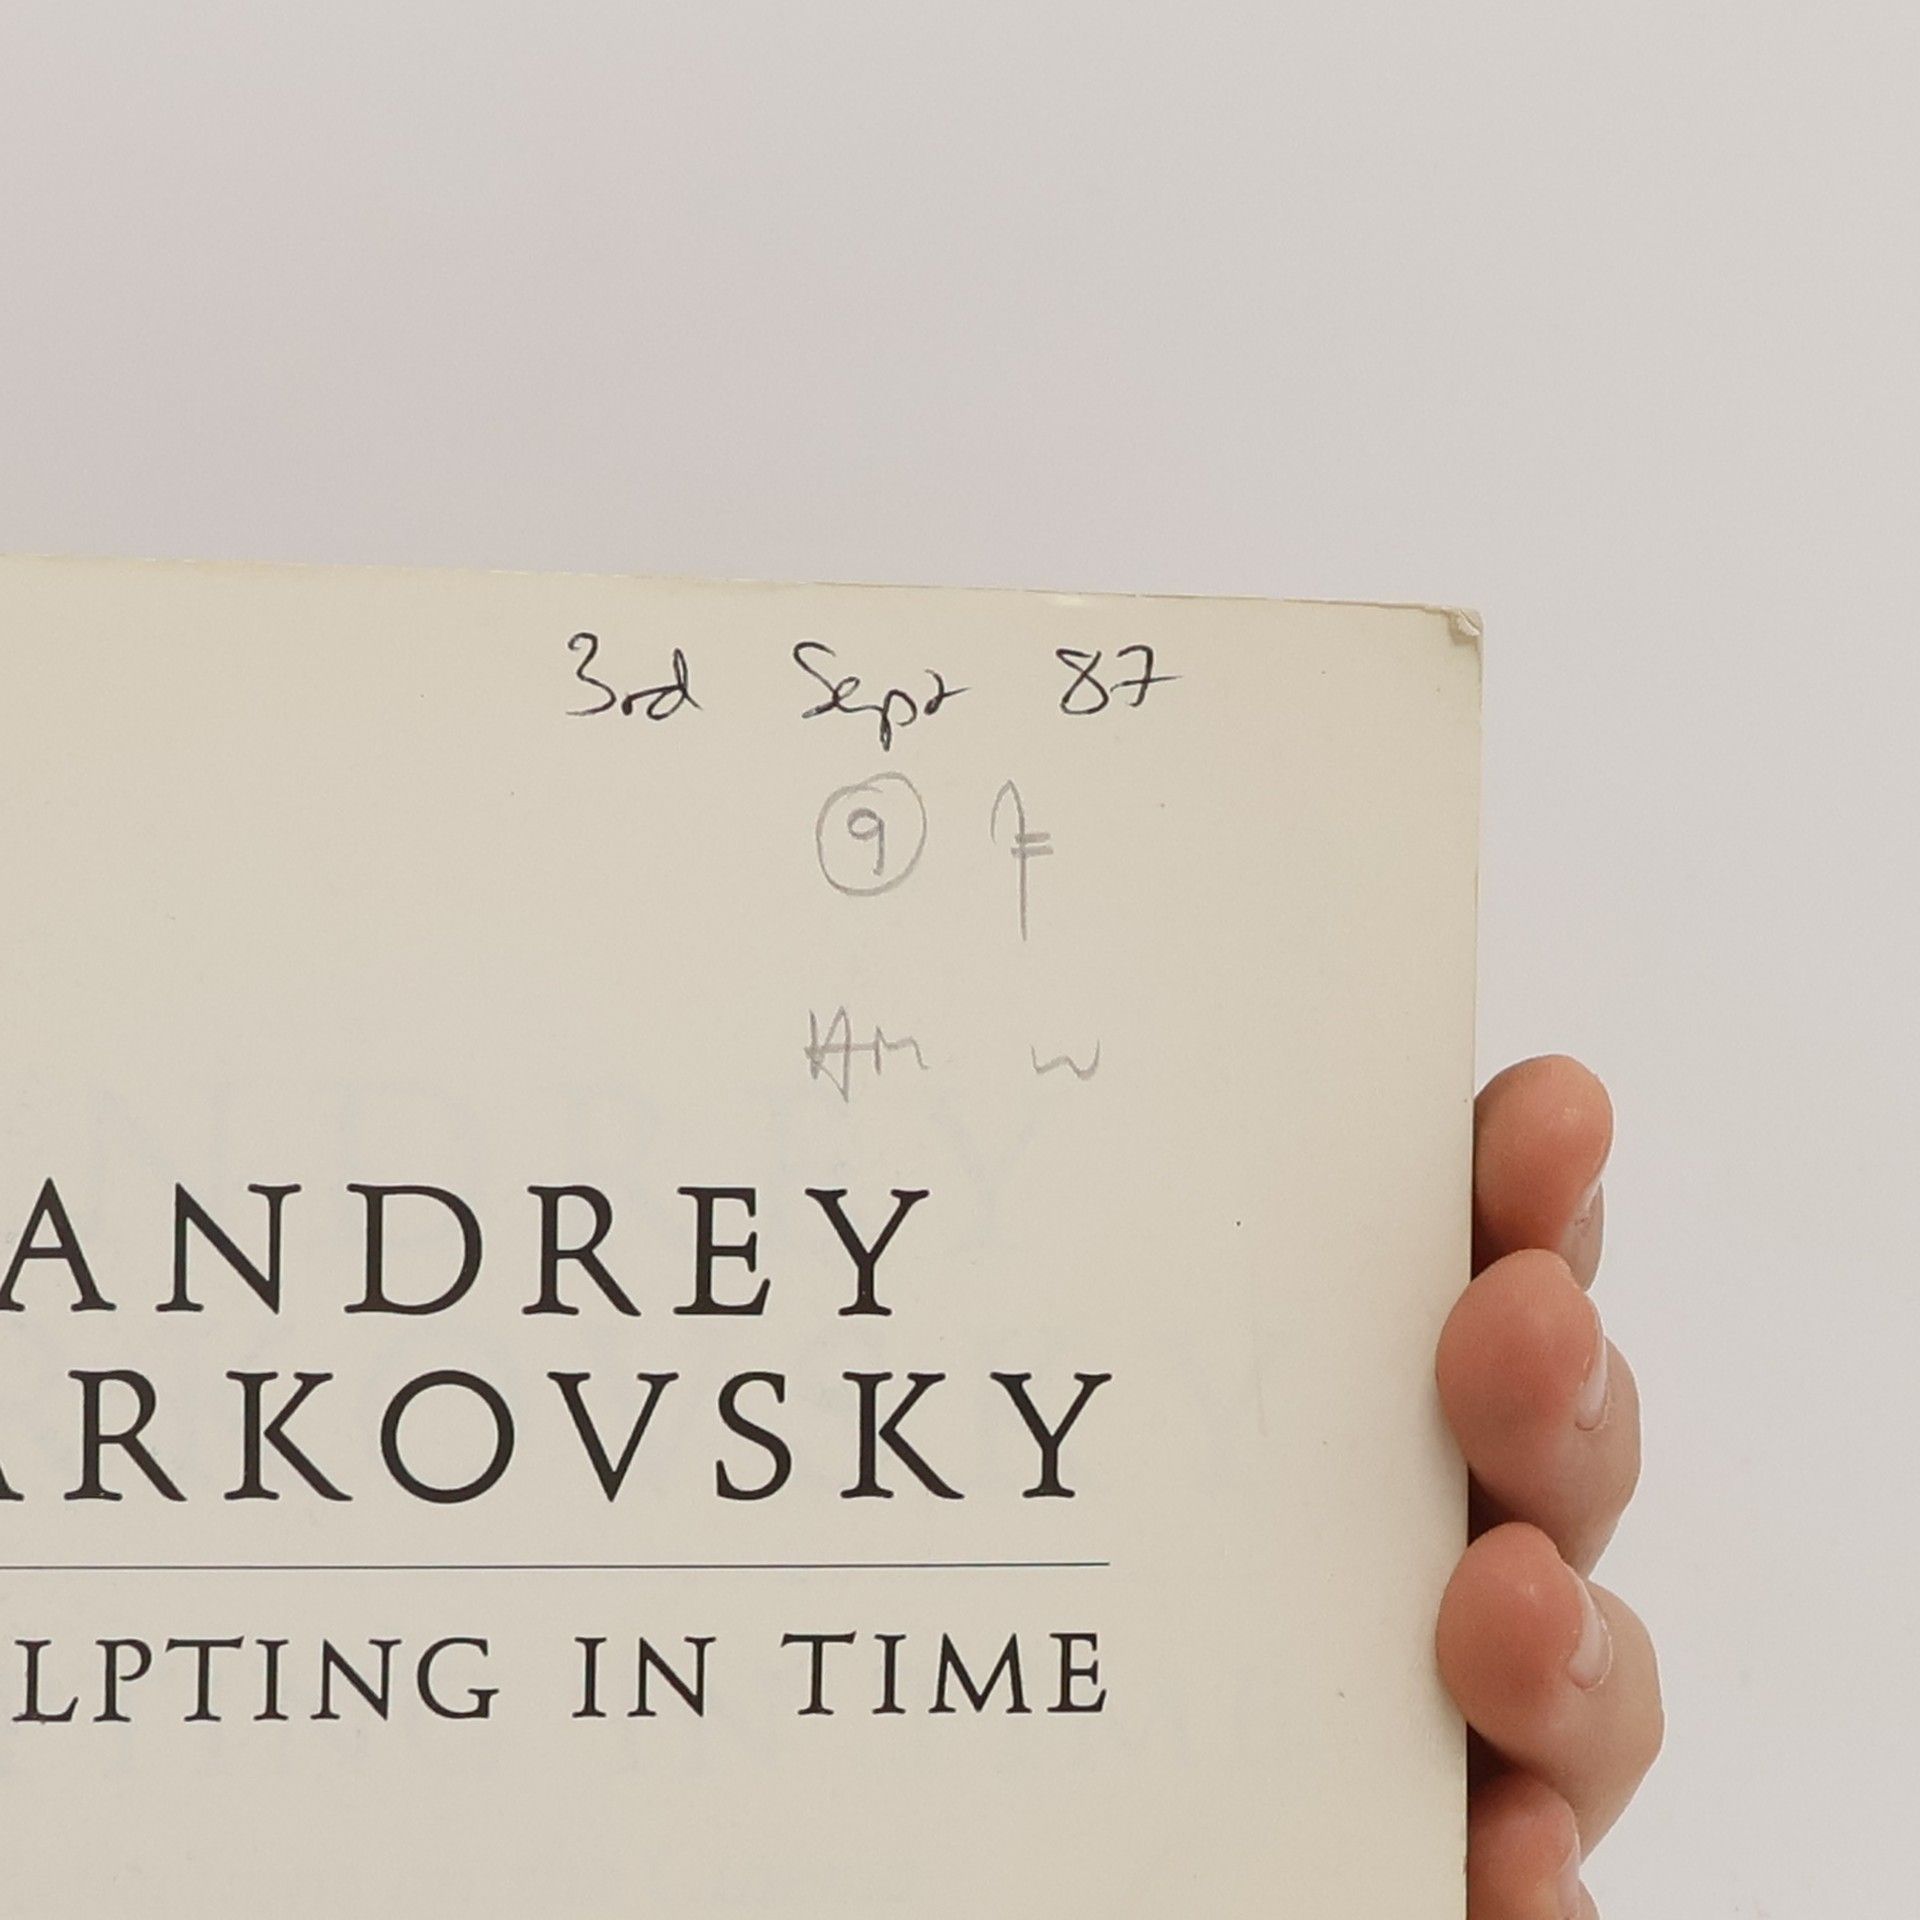 3rd Sept 87
9
ANDREY
ARKOVSKY
LPTING IN TIME